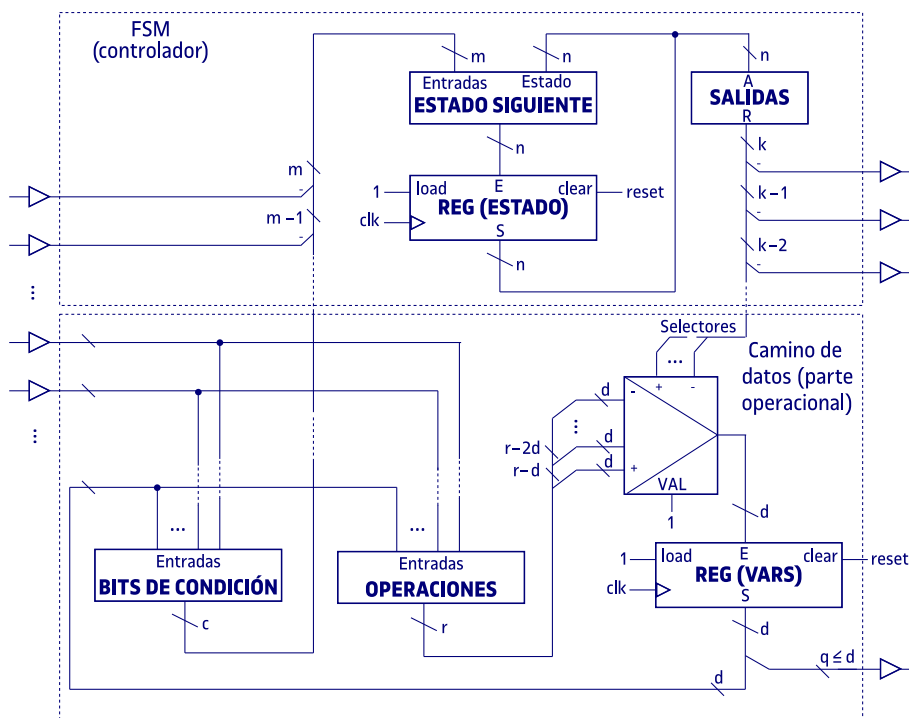 FSM
(controlador)
m
n
n
Entradas
Estado
ESTADO SIGUIENTE
A
SALIDAS
R
n
k
m
-
-
1
load
E
clear
reset
REG (ESTADO)
clk
S
k-1
-
m-1
-
n
k-2
-
...
Selectores
...
+
-
Camino de
datos (parte
operacional)
d
-
...
r-2d
d
r-d
d
+
VAL
1
d
...
...
...
Entradas
BITS DE CONDICIÓN
c
Entradas
OPERACIONES
r
1
load
E
clear
reset
REG (VARS)
clk
S
d
q ≤ d
d